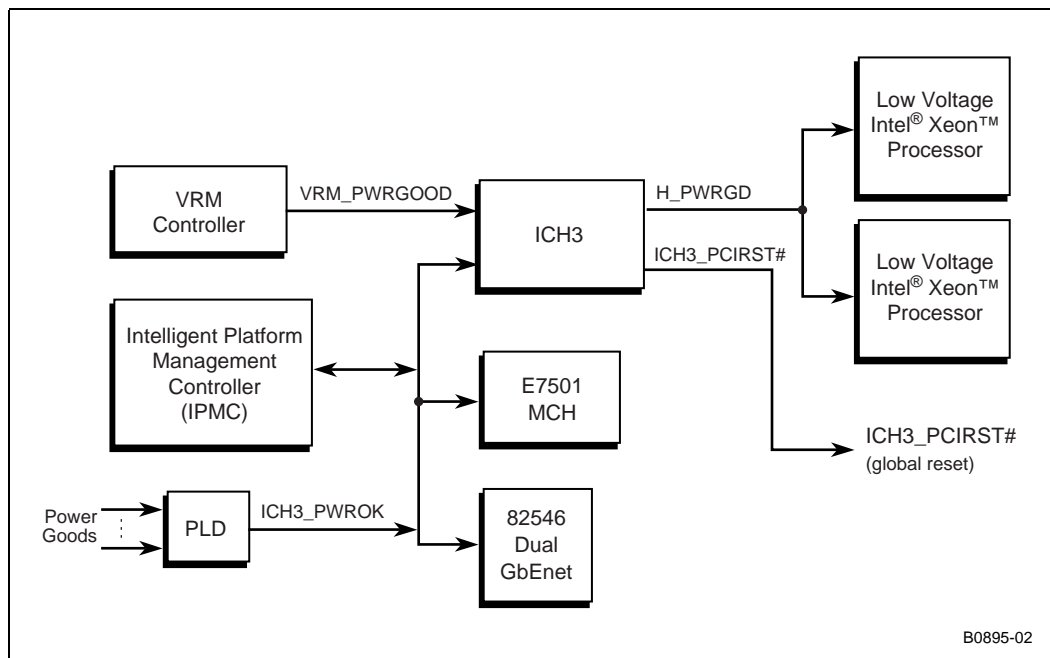 Low Voltage
Intel® Xeon™
Processor
VRM
Controller
VRM_PWRGOOD
ICH3
H_PWRGD
ICH3_PCIRST#
Low Voltage
Intel® Xeon™
Processor
Intelligent Platform
Management
Controller
(IPMC)
E7501
MCH
ICH3_PCIRST#
(global reset)
Power
Goods
PLD
ICH3_PWROK
82546
Dual
GbEnet
B0895-02